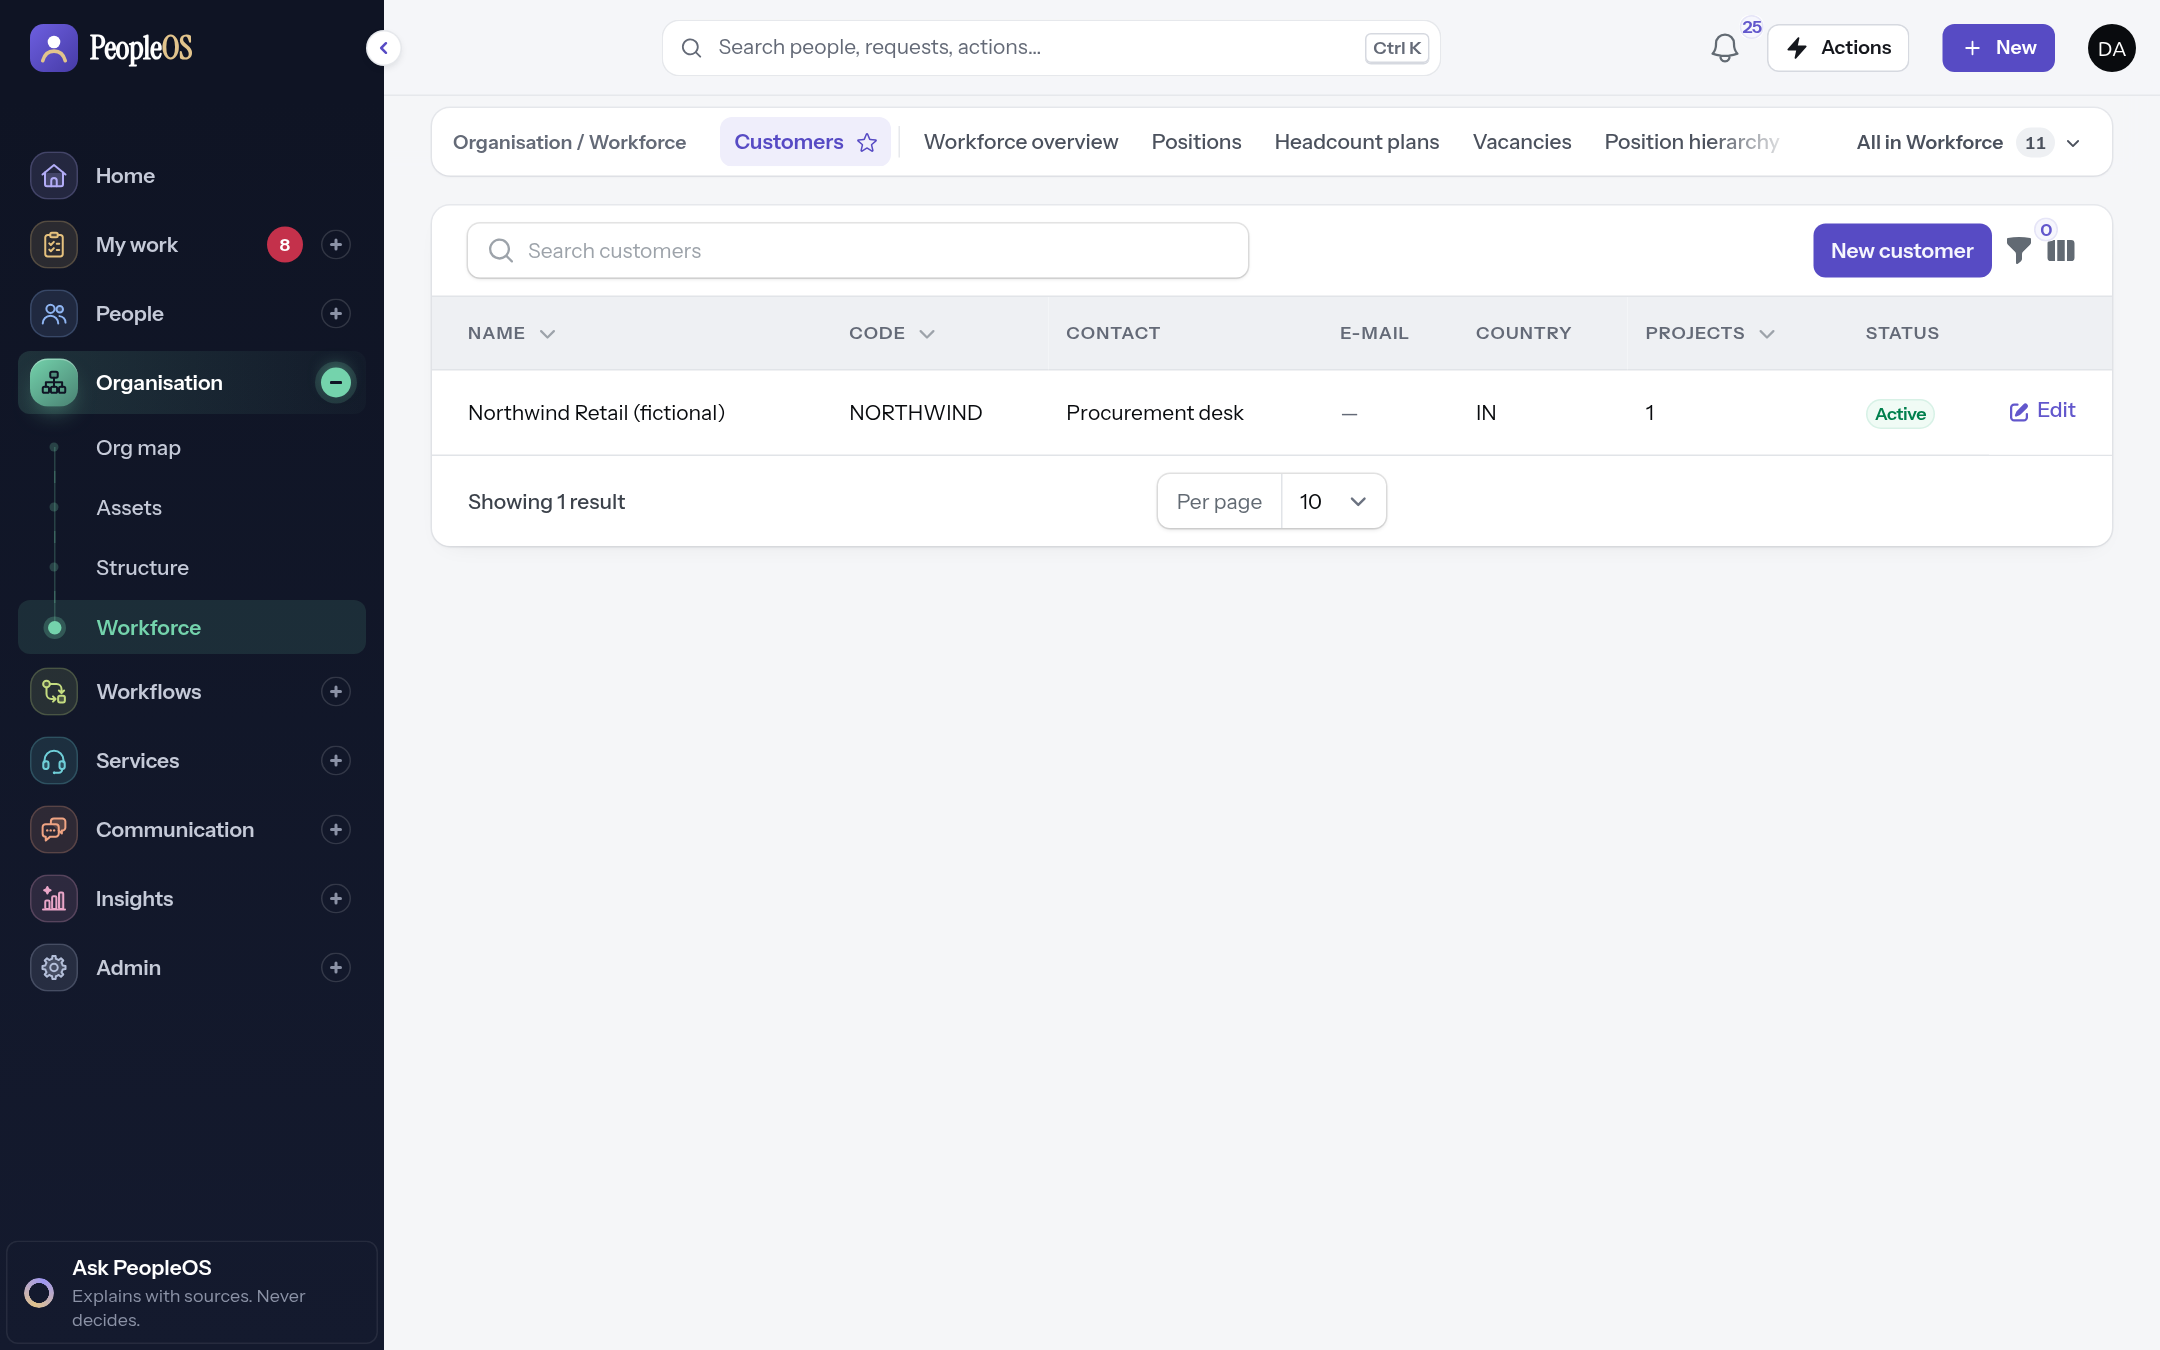 PeopleOS
Search people, requests, actions...
Ctrl K
25
Actions
New
DA
Home
My work
8
People
Organisation
Org map
Assets
Structure
Workforce
Workflows
Services
Communication
Insights
Admin
Ask PeopleOS
Explains with sources. Never
decides.
Organisation / Workforce
Customers
Workforce overview
Positions
Headcount plans
Vacancies
Position hierarchy
All in Workforce
11
Search customers
New customer
0
NAME
CODE
CONTACT
E-MAIL
COUNTRY
PROJECTS
STATUS
Northwind Retail (fictional)
NORTHWIND
Procurement desk
—
IN
1
Active
Edit
Showing 1 result
Per page
10